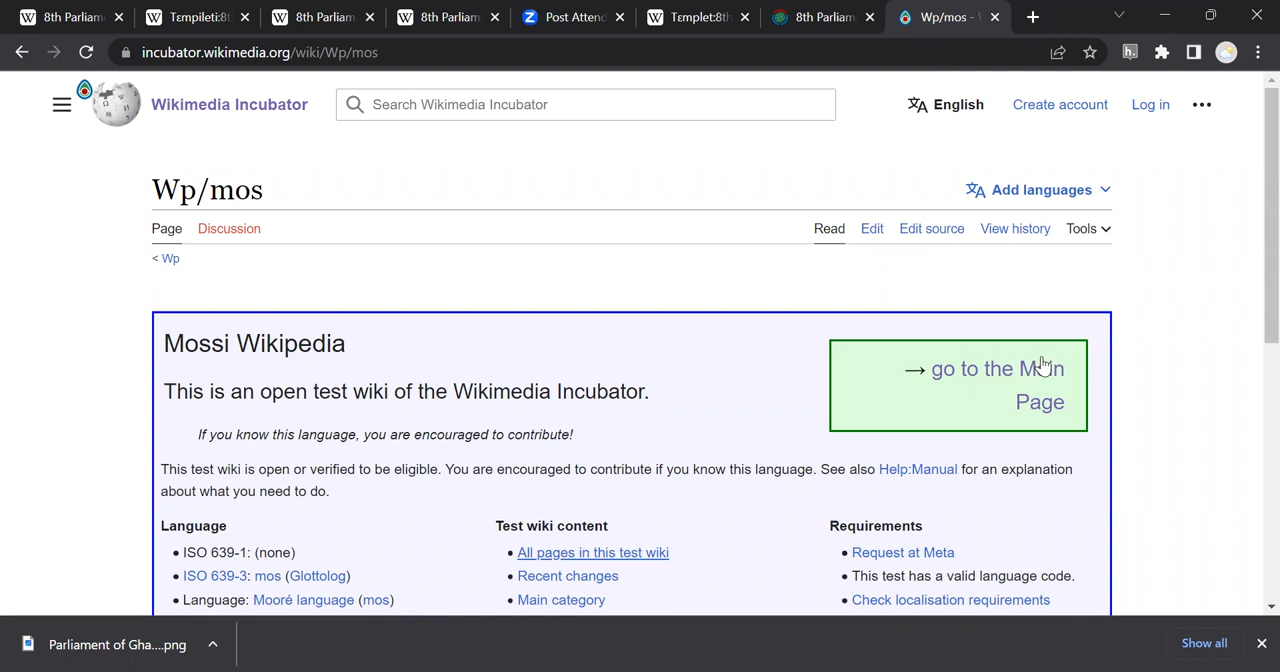 8th Parliam
Tɛmpileti:8t
8th Parliam
8th Parliam
Post Attend
Tɛmplet:8th
8th Parliam
Wp/mos -
incubator.wikimedia.org/wiki/Wp/mos
Wikimedia Incubator
Search Wikimedia Incubator
English
Create account
Log in
Wp/mos
Add languages
Page Discussion
Read Edit Edit source View history Tools
< Wp
Mossi Wikipedia
→ go to the Main
Page
This is an open test wiki of the Wikimedia Incubator.
If you know this language, you are encouraged to contribute!
This test wiki is open or verified to be eligible. You are encouraged to contribute if you know this language. See also Help:Manual for an explanation
about what you need to do.
Language
• ISO 639-1: (none)
• ISO 639-3: mos (Glottolog)
• Language: Mooré language (mos)
Test wiki content
• All pages in this test wiki
• Recent changes
• Main category
Requirements
• Request at Meta
• This test has a valid language code.
• Check localisation requirements
Parliament of Gha....png
Show all